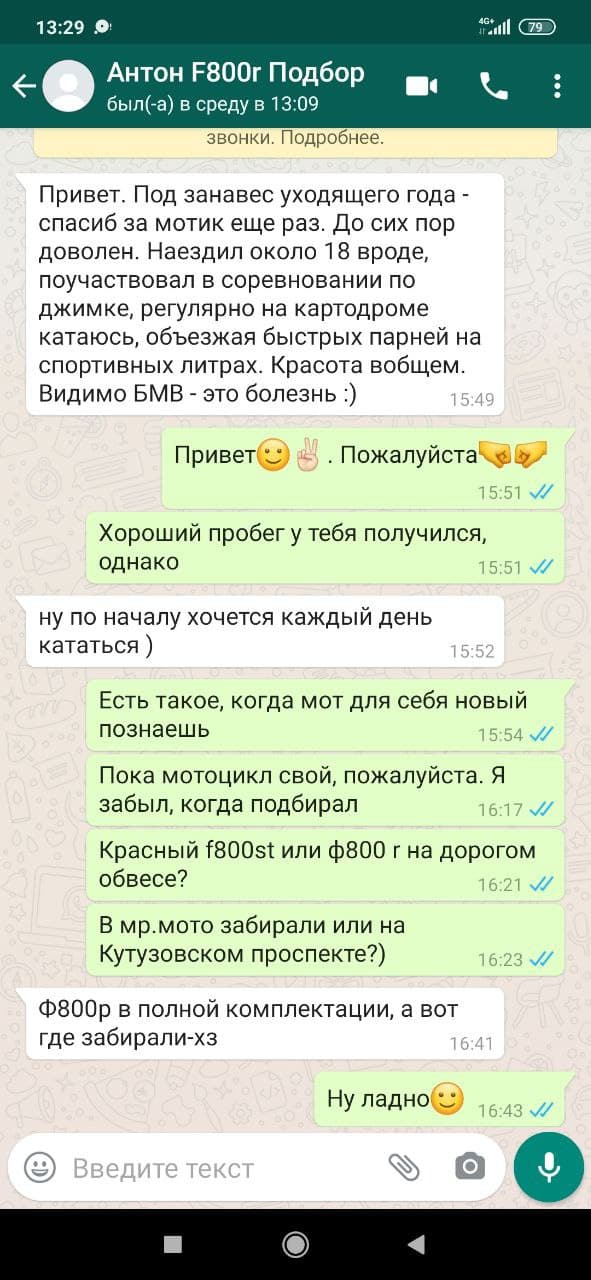 13:29
4G+
79
Антон F800r Подбор
был(-а) в среду в 13:09
звонки. Подробнее.
Привет. Под занавес уходящего года -
спасиб за мотик еще раз. До сих пор
доволен. Наездил около 18 вроде,
поучаствовал в соревновании по
джимке, регулярно на картодроме
катаюсь, объезжая быстрых парней на
спортивных литрах. Красота вобщем.
Видимо БМВ - это болезнь :)
15:49
Привет🙂✌🏻. Пожалуйста🤜🤛
15:51
Хороший пробег у тебя получился,
однако
15:51
ну по началу хочется каждый день
кататься )
15:52
Есть такое, когда мот для себя новый
познаешь
15:54
Пока мотоцикл свой, пожалуйста. Я
забыл, когда подбирал
16:17
Красный f800st или ф800 r на дорогом
обвесе?
16:21
В мр.мото забирали или на
Кутузовском проспекте?)
16:23
Ф800р в полной комплектации, а вот
где забирали-хз
16:41
Ну ладно🙂
16:43
Введите текст